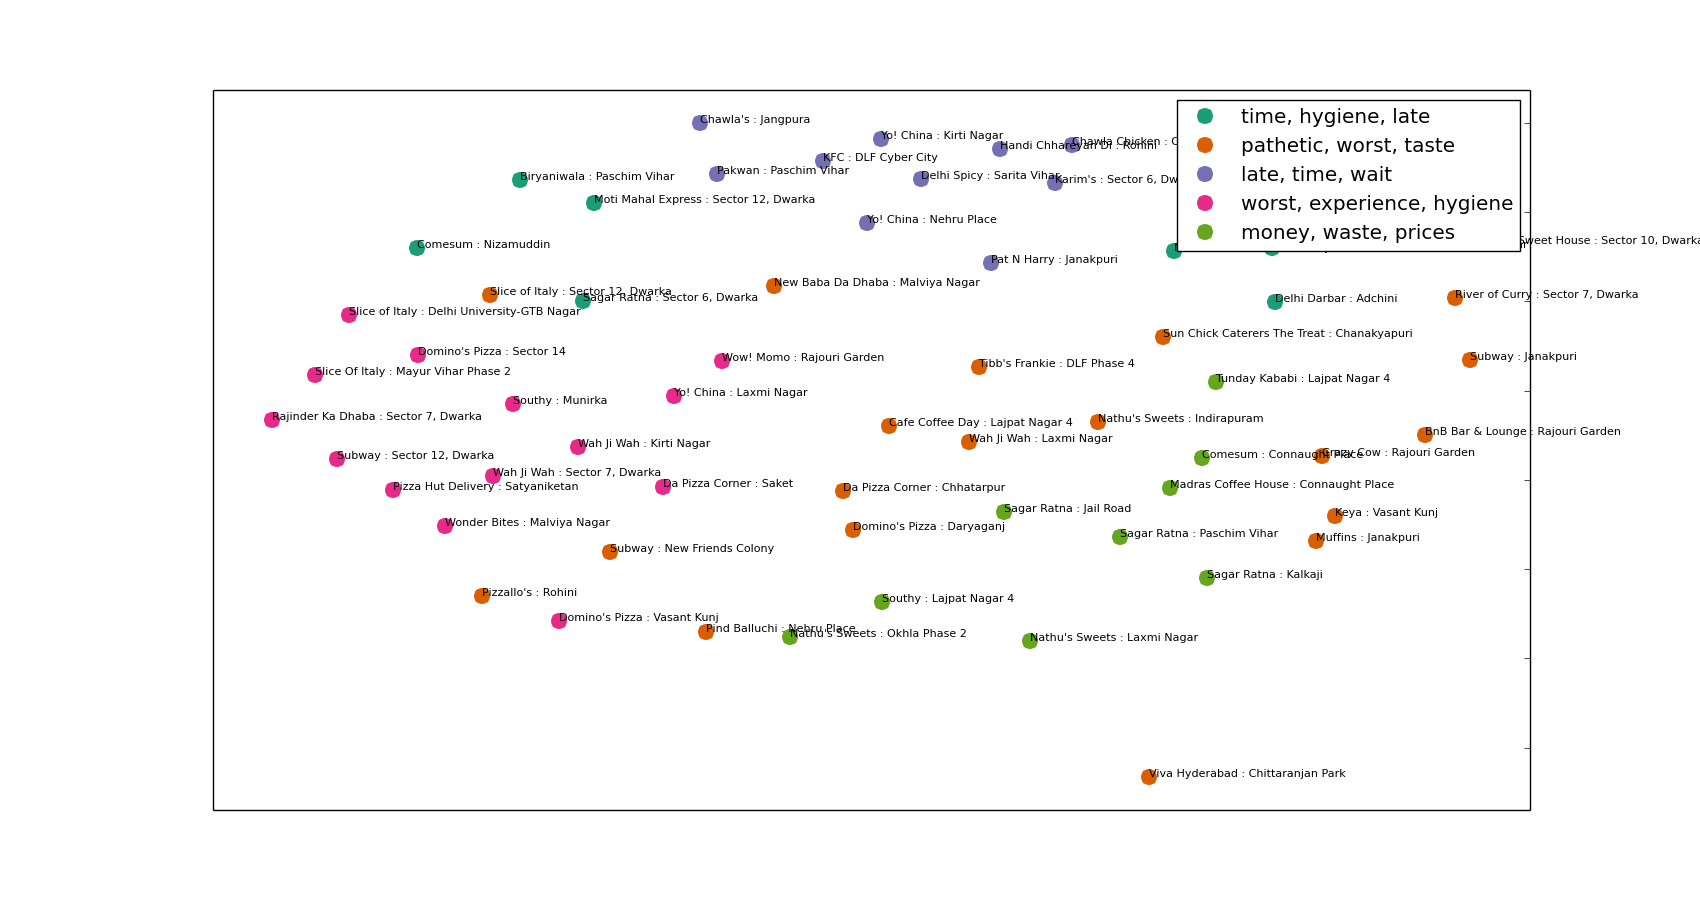 Chawla's : Jangpura
Yo! China : Kirti Nagar
Chawla Chicken :
Handi Chhareyan Di : Rohini
KFC : DLF Cyber City
Pakwan : Paschim Vihar
Delhi Spicy : Sarita Vihar
Karim's : Sector 6,
Biryaniwala : Paschim Vihar
Moti Mahal Express : Sector 12, Dwarka
Yo! China : Nehru Place
time, hygiene, late
pathetic, worst, taste
late, time, wait
worst, experience, hygiene
money, waste, prices
Sweet House : Sector 10, Dwarka
Comesum : Nizamuddin
Pat N Harry : Janakpuri
New Baba Da Dhaba : Malviya Nagar
Slice of Italy : Sector 12, Dwarka
Sagar Ratna : Sector 6, Dwarka
Delhi Darbar : Adchini
River of Curry : Sector 7, Dwarka
Slice of Italy : Delhi University-GTB Nagar
Sun Chick Caterers The Treat : Chanakyapuri
Domino's Pizza : Sector 14
Wow! Momo : Rajouri Garden
Tibb's Frankie : DLF Phase 4
Subway : Janakpuri
Slice Of Italy : Mayur Vihar Phase 2
Tunday Kababi : Lajpat Nagar 4
Yo! China : Laxmi Nagar
Southy : Munirka
Rajinder Ka Dhaba : Sector 7, Dwarka
Cafe Coffee Day : Lajpat Nagar 4
Nathu's Sweets : Indirapuram
BnB Bar & Lounge : Rajouri Garden
Wah Ji Wah : Kirti Nagar
Wah Ji Wah : Laxmi Nagar
Subway : Sector 12, Dwarka
Comesum : Connaught Place
Crazy Cow : Rajouri Garden
Wah Ji Wah : Sector 7, Dwarka
Pizza Hut Delivery : Satyaniketan
Da Pizza Corner : Saket
Da Pizza Corner : Chhatarpur
Madras Coffee House : Connaught Place
Sagar Ratna : Jail Road
Keya : Vasant Kunj
Wonder Bites : Malviya Nagar
Domino's Pizza : Daryaganj
Sagar Ratna : Paschim Vihar
Muffins : Janakpuri
Subway : New Friends Colony
Sagar Ratna : Kalkaji
Pizzallo's : Rohini
Southy : Lajpat Nagar 4
Domino's Pizza : Vasant Kunj
Pind Balluchi : Nehru Place
Nathu's Sweets : Okhla Phase 2
Nathu's Sweets : Laxmi Nagar
Viva Hyderabad : Chittaranjan Park